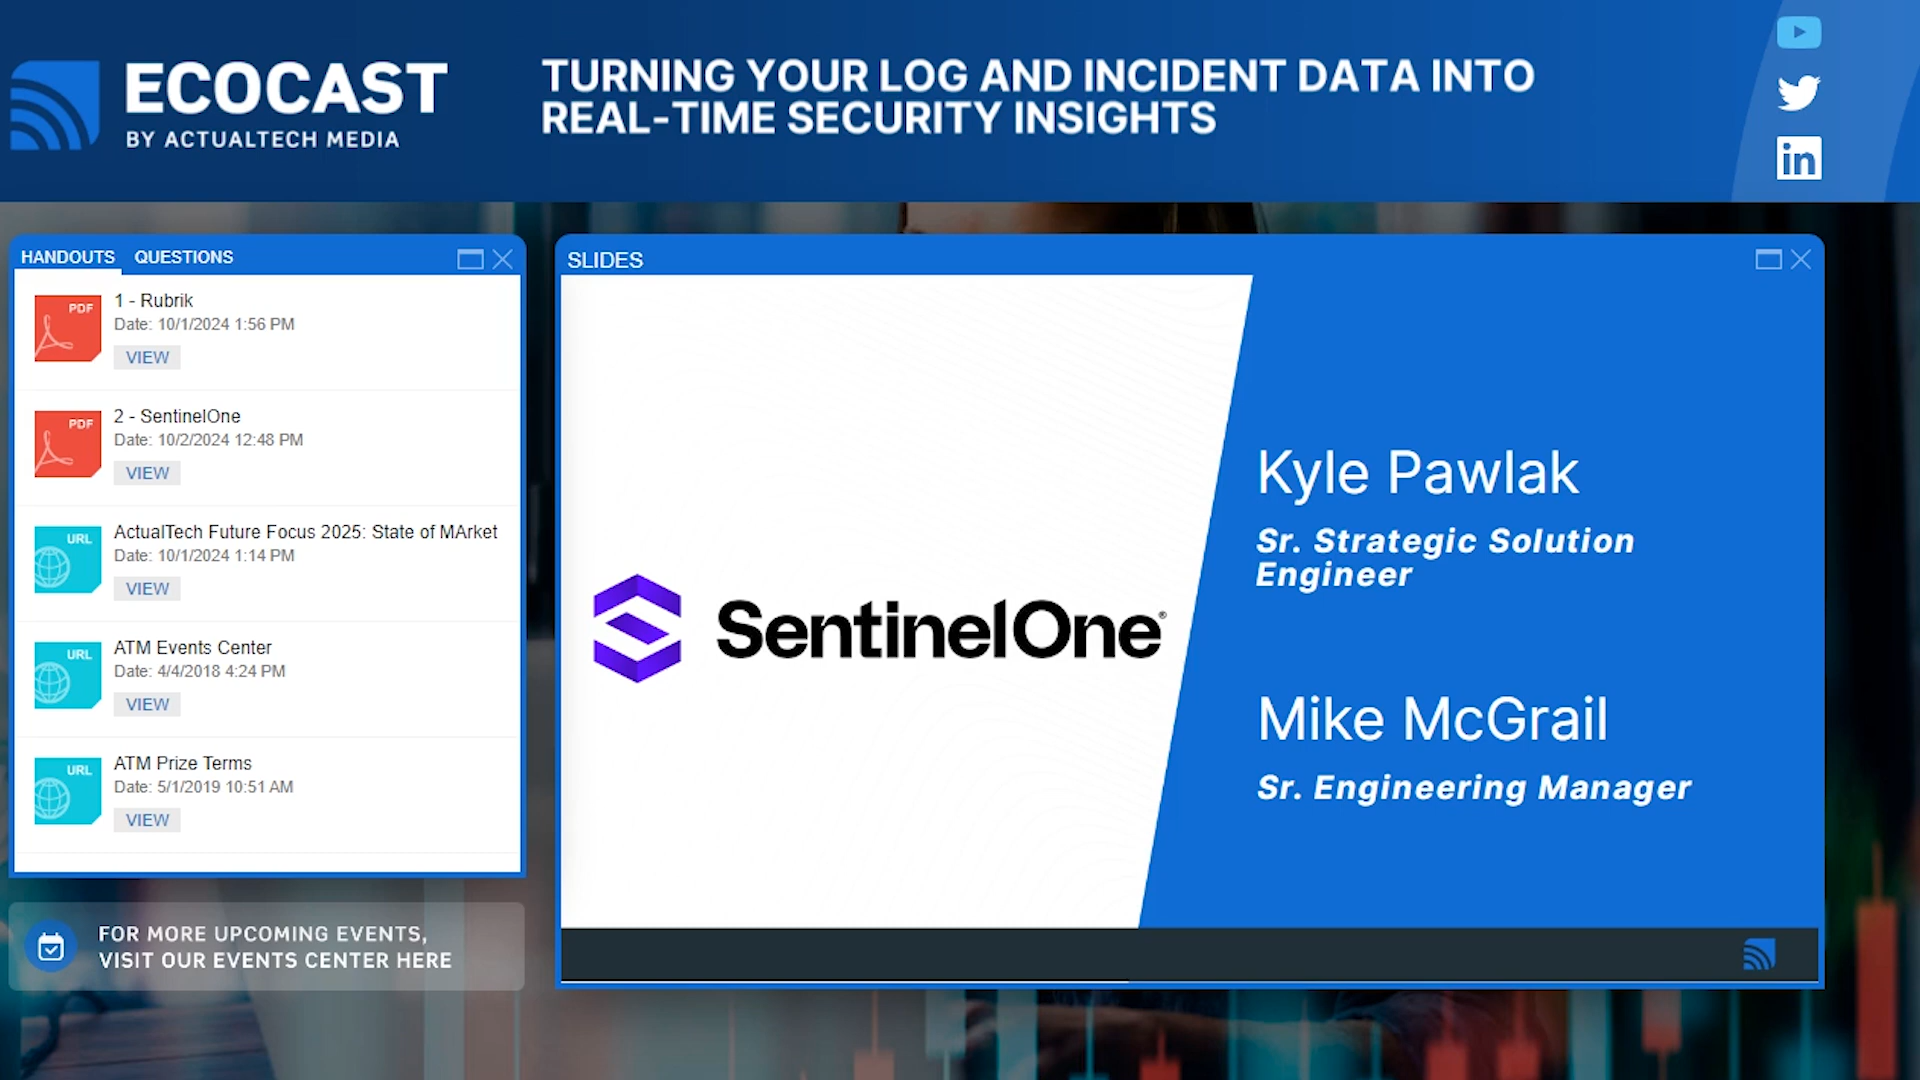 ECOCAST
BY ACTUALTECH MEDIA
TURNING YOUR LOG AND INCIDENT DATA INTO
REAL-TIME SECURITY INSIGHTS
in
HANDOUTS QUESTIONS
PDF
1 - Rubrik
Date: 10/1/2024 1:56 PM
VIEW
PDF
2 - SentinelOne
Date: 10/2/2024 12:48 PM
VIEW
URL
ActualTech Future Focus 2025: State of MArket
Date: 10/1/2024 1:14 PM
VIEW
URL
ATM Events Center
Date: 4/4/2018 4:24 PM
VIEW
URL
ATM Prize Terms
Date: 5/1/2019 10:51 AM
VIEW
FOR MORE UPCOMING EVENTS,
VISIT OUR EVENTS CENTER HERE
SLIDES
SentinelOne®
Kyle Pawlak
Sr. Strategic Solution
Engineer
Mike McGrail
Sr. Engineering Manager